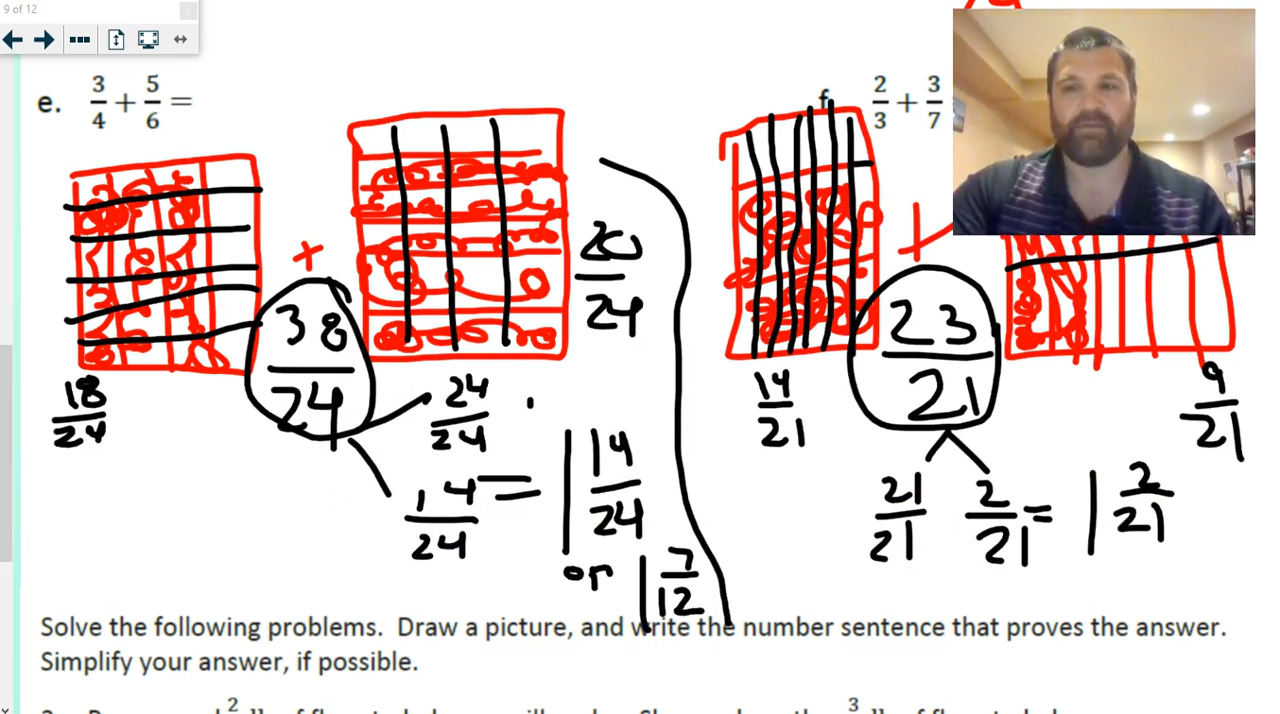 9 of 12
e. 3/4 + 5/6 =
f 2/3 + 3/7
+
+
20/24
38/24
23/21
18/24
24/24
14/21
9/21
14/24 = 1 14/24
21/21 2/21 = 1 2/21
or 1 7/12
Solve the following problems. Draw a picture, and write the number sentence that proves the answer.
Simplify your answer, if possible.
2
3